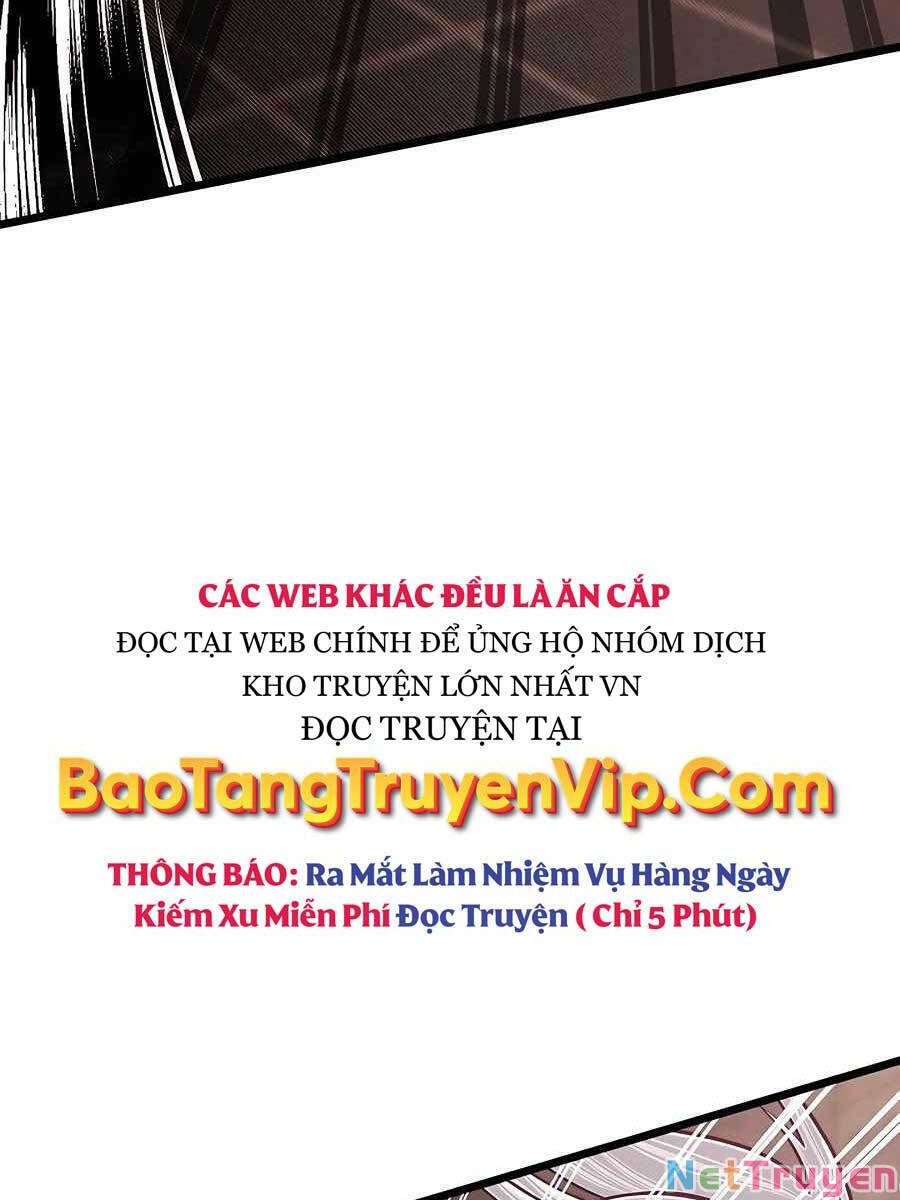 CÁC WEB KHÁC ĐỀU LÀ ĂN CẮP
ĐỌC TẠI WEB CHÍNH ĐỂ ỦNG HỘ NHÓM DỊCH
KHO TRUYỆN LỚN NHẤT VN
ĐỌC TRUYỆN TẠI
BaoTangTruyenVip.Com
THÔNG BÁO: Ra Mắt Làm Nhiệm Vụ Hàng Ngày
Kiếm Xu Miễn Phí Đọc Truyện ( Chỉ 5 Phút)
NetTruyen